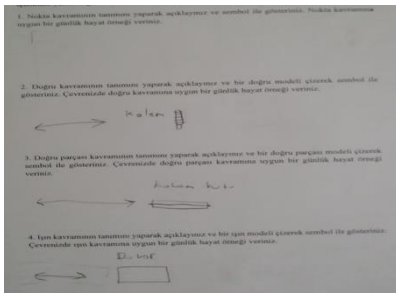 1. Nokta kavramının tanımını yaparak açıklayınız ve sembol ile gösteriniz. Nokta kavramına
uygun bir günlük hayat örneği veriniz.
2. Doğru kavramının tanımını yaparak açıklayınız ve bir doğru modeli çizerek sembol ile
gösteriniz. Çevrenizde doğru kavramına uygun bir günlük hayat örneği veriniz.
Kalem
3. Doğru parçası kavramının tanımını yaparak açıklayınız ve bir doğru parçası modeli çizerek
sembol ile gösteriniz. Çevrenizde doğru parçası kavramına uygun bir günlük hayat örneği
veriniz.
4. Işın kavramının tanımını yaparak açıklayınız ve bir ışın modeli çizerek sembol ile gösteriniz.
Çevrenizde ışın kavramına uygun bir günlük hayat örneği veriniz.